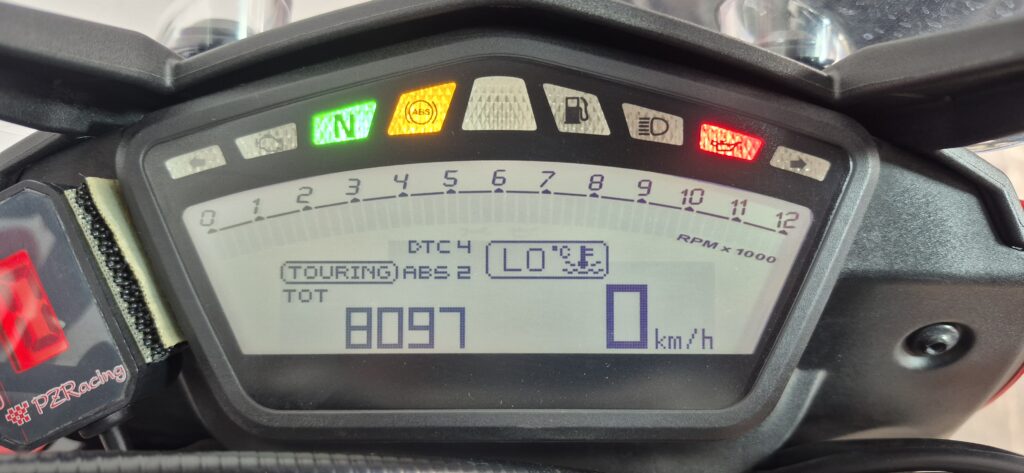 N
ABS
0 1 2 3 4 5 6 7 8 9 10 11 12
RPM x 1000
DTC 4
TOURING ABS 2
LO °C
TOT
8097
0 km/h
PZRacing